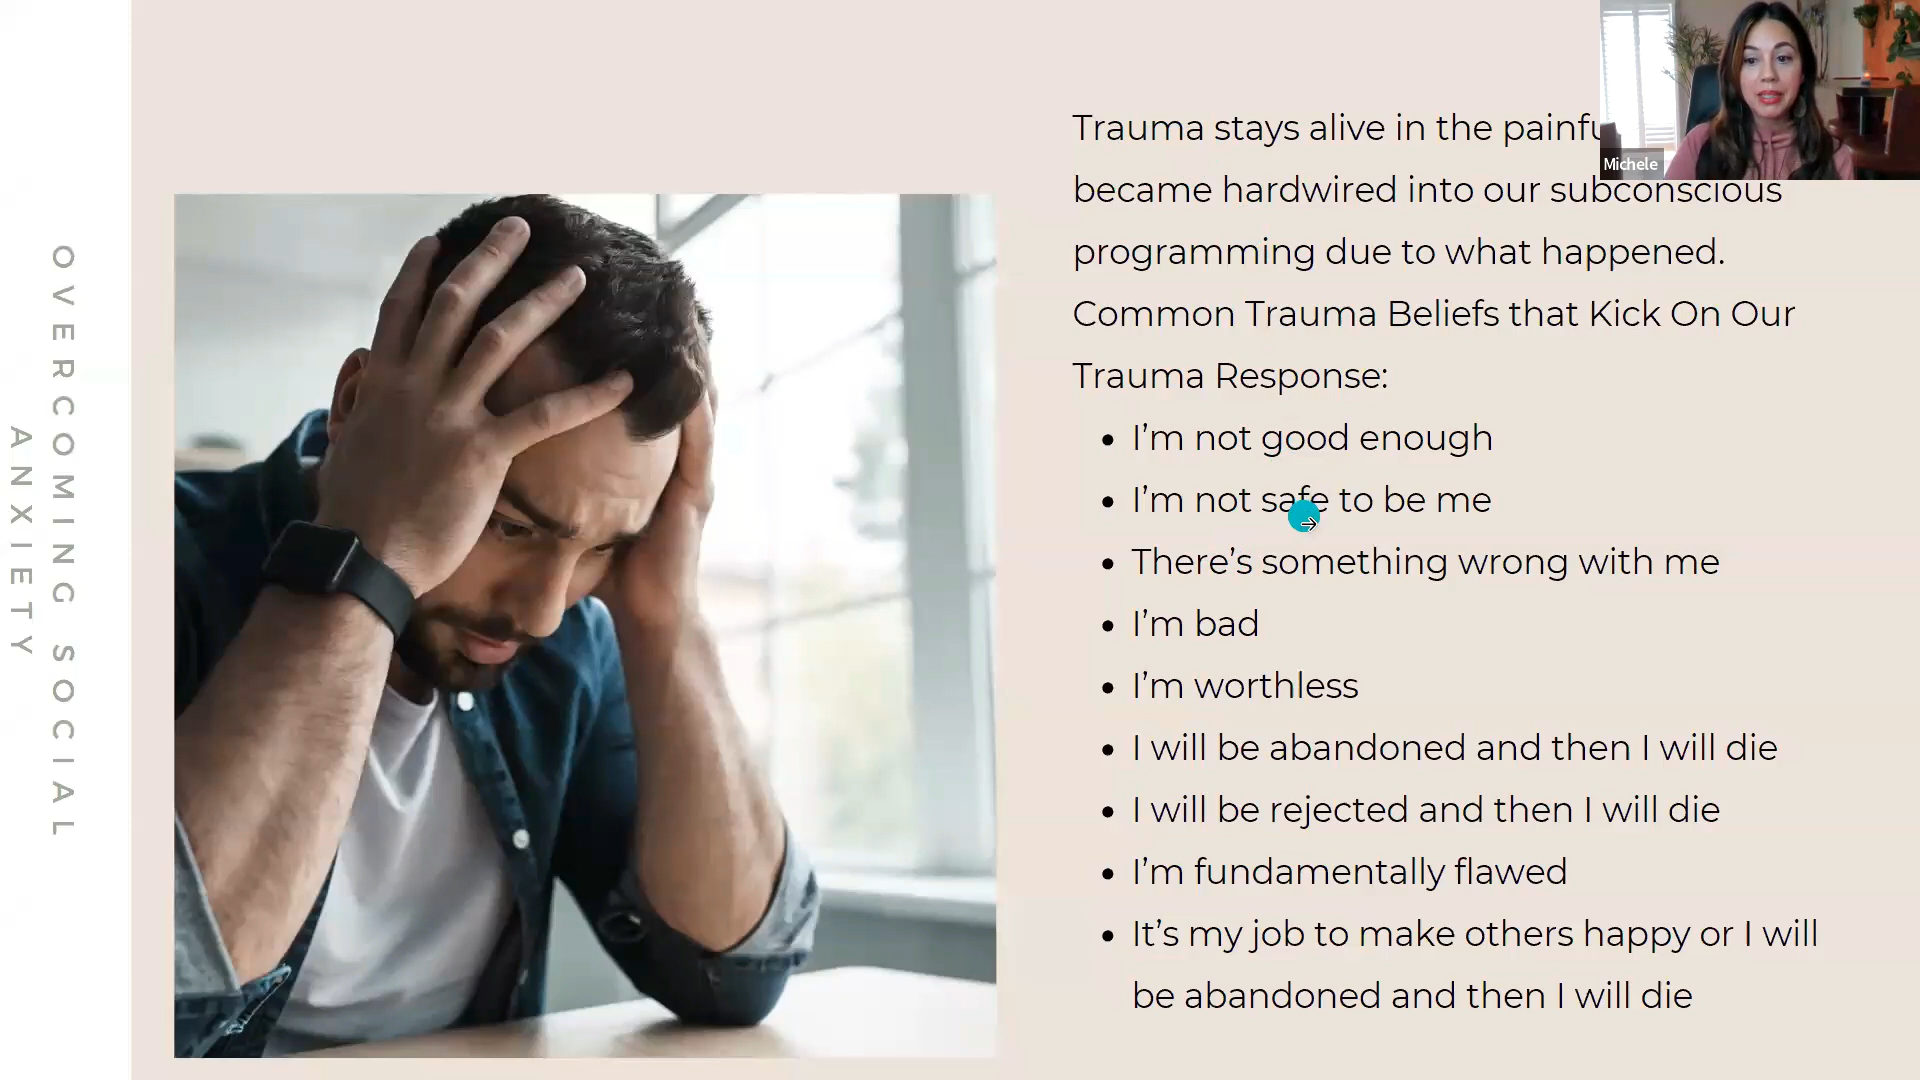 OVERCOMING SOCIAL
ANXIETY
Michele
Trauma stays alive in the
became hardwired into our subconscious
programming due to what happened.
Common Trauma Beliefs that Kick On Our
Trauma Response:
• I’m not good enough
• I’m not safe to be me
• There’s something wrong with me
• I’m bad
• I’m worthless
• I will be abandoned and then I will die
• I will be rejected and then I will die
• I’m fundamentally flawed
• It’s my job to make others happy or I will
be abandoned and then I will die